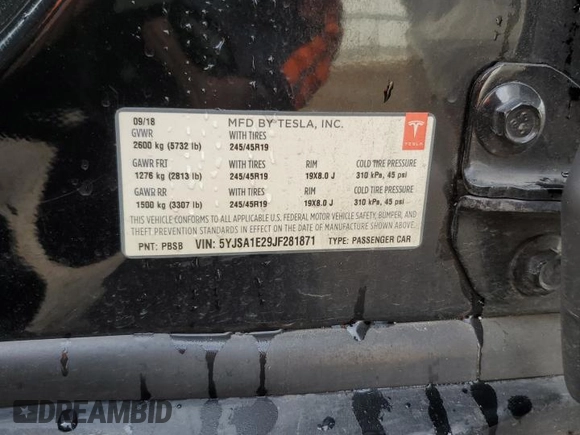 09/18 MFD BY TESLA, INC.
GVWR WITH TIRES
2600 kg (5732 lb) 245/45R19
GAWR FRT WITH TIRES RIM COLD TIRE PRESSURE
1276 kg (2813 lb) 245/45R19 19X8.0 J 310 kPa, 45 psi
GAWR RR WITH TIRES RIM COLD TIRE PRESSURE
1500 kg (3307 lb) 245/45R19 19X8.0 J 310 kPa, 45 psi
THIS VEHICLE CONFORMS TO ALL APPLICABLE U.S. FEDERAL MOTOR VEHICLE SAFETY, BUMPER, AND
THEFT PREVENTION STANDARDS IN EFFECT ON THE DATE OF MANUFACTURE SHOWN ABOVE.
PNT: PBSB VIN: 5YJSA1E29JF281871 TYPE: PASSENGER CAR
TESLA
DREAMBID